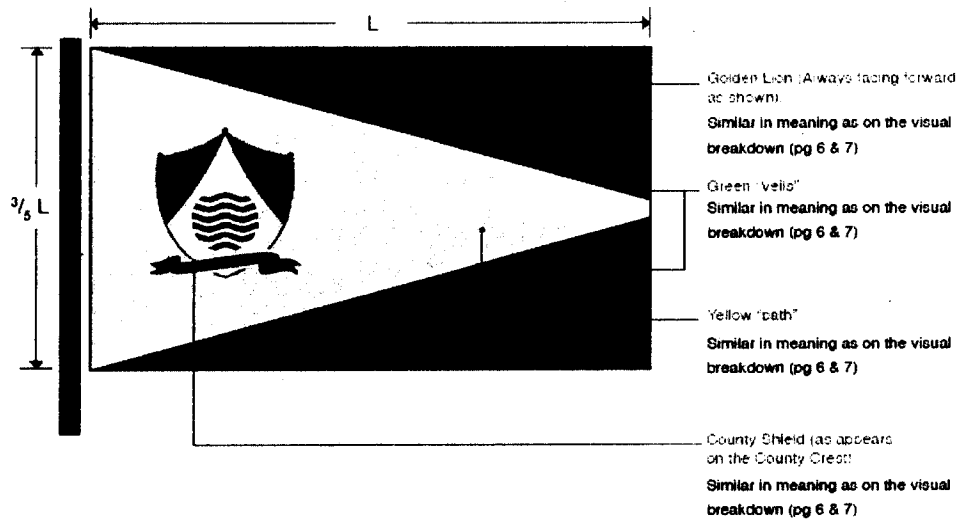 L
3/5 L
Golden Lion (Always facing forward
as shown).
Similar in meaning as on the visual
breakdown (pg 6 & 7)
Green "veils"
Similar in meaning as on the visual
breakdown (pg 6 & 7)
Yellow "path"
Similar in meaning as on the visual
breakdown (pg 6 & 7)
County Shield (as appears
on the County Crest)
Similar in meaning as on the visual
breakdown (pg 6 & 7)